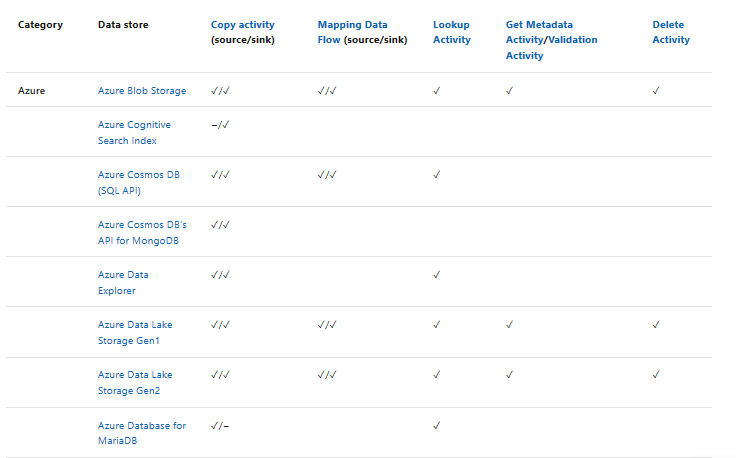 Category Data store Copy activity Mapping Data Lookup Get Metadata Delete
(source/sink) Flow (source/sink) Activity Activity/Validation Activity
Activity
Azure Azure Blob Storage ✓/✓ ✓/✓ ✓ ✓ ✓
Azure Cognitive −/✓
Search Index
Azure Cosmos DB ✓/✓ ✓/✓ ✓
(SQL API)
Azure Cosmos DB's ✓/✓
API for MongoDB
Azure Data ✓/✓ ✓
Explorer
Azure Data Lake ✓/✓ ✓/✓ ✓ ✓ ✓
Storage Gen1
Azure Data Lake ✓/✓ ✓/✓ ✓ ✓ ✓
Storage Gen2
Azure Database for ✓/− ✓
MariaDB